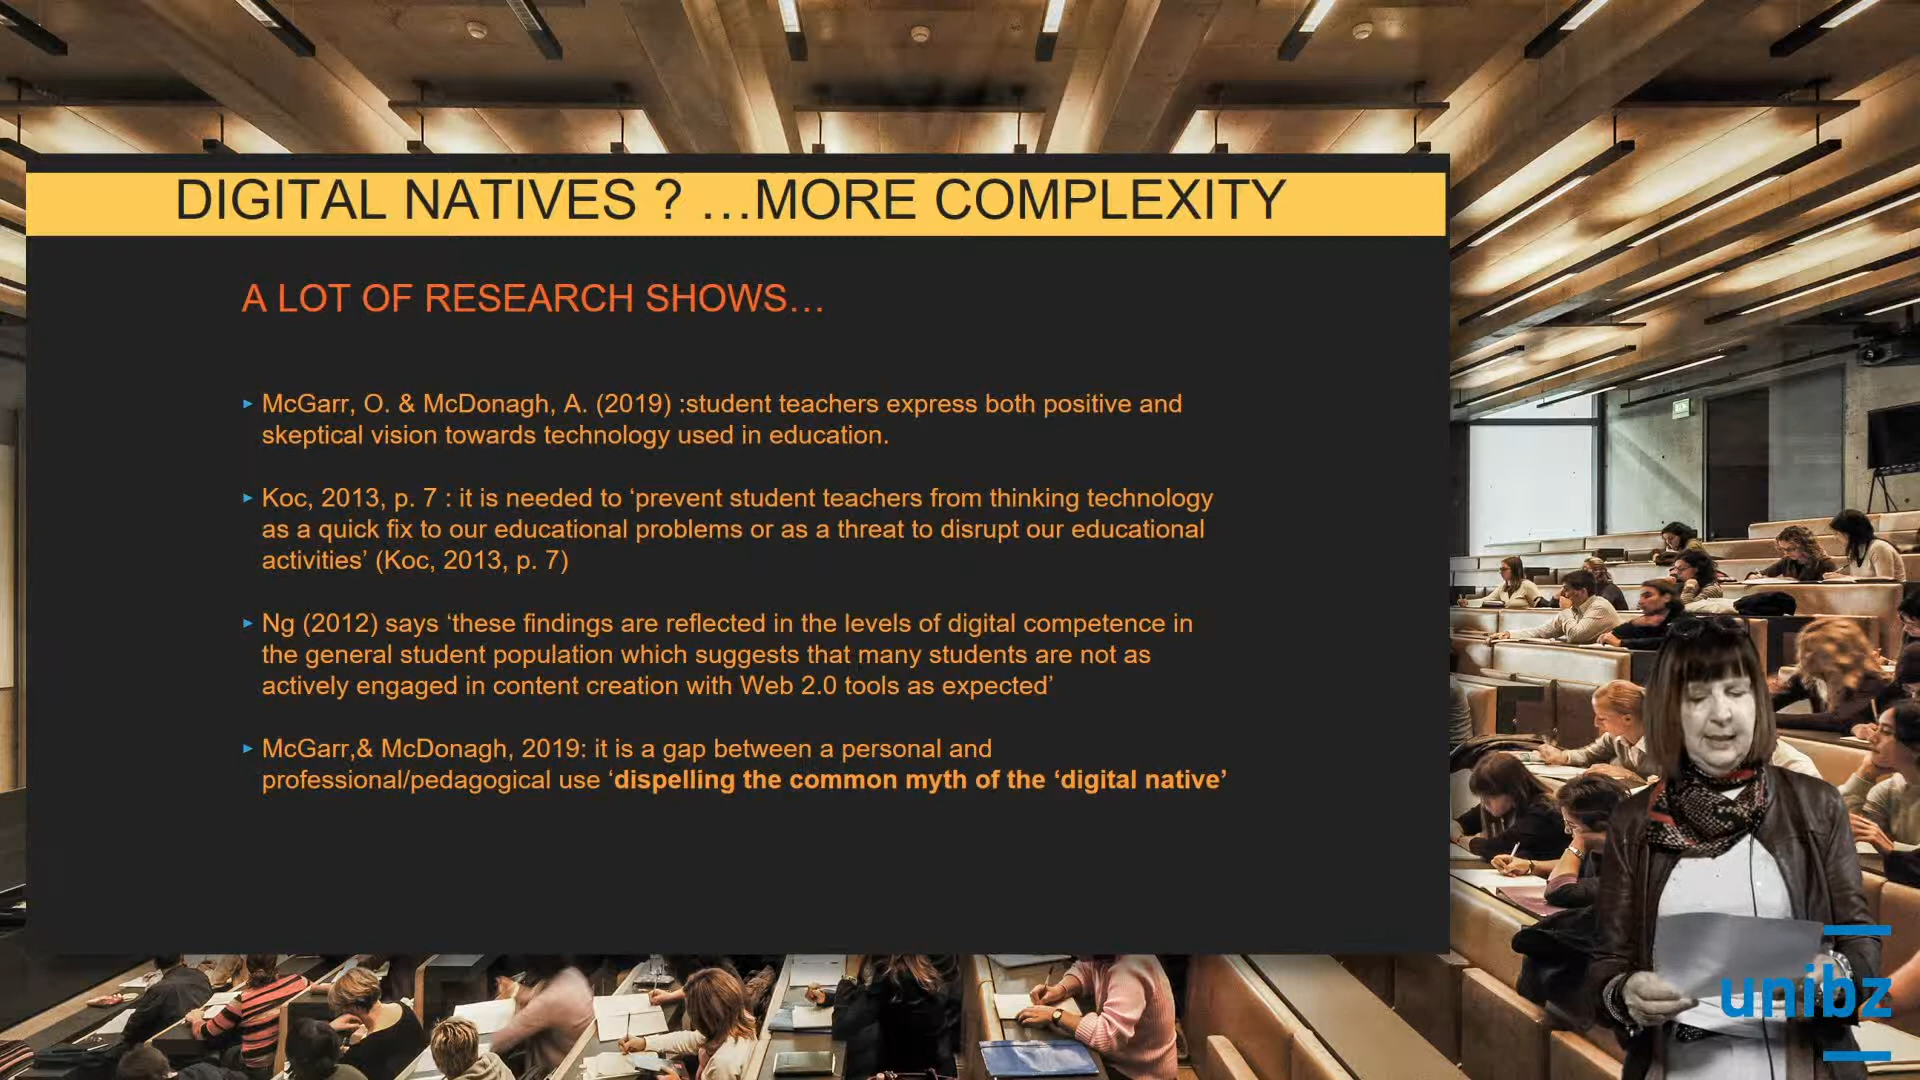 DIGITAL NATIVES ? …MORE COMPLEXITY
A LOT OF RESEARCH SHOWS…
▸ McGarr, O. & McDonagh, A. (2019) :student teachers express both positive and
skeptical vision towards technology used in education.
▸ Koc, 2013, p. 7 : it is needed to ‘prevent student teachers from thinking technology
as a quick fix to our educational problems or as a threat to disrupt our educational
activities’ (Koc, 2013, p. 7)
▸ Ng (2012) says ‘these findings are reflected in the levels of digital competence in
the general student population which suggests that many students are not as
actively engaged in content creation with Web 2.0 tools as expected’
▸ McGarr,& McDonagh, 2019: it is a gap between a personal and
professional/pedagogical use ‘dispelling the common myth of the ‘digital native’
unibz